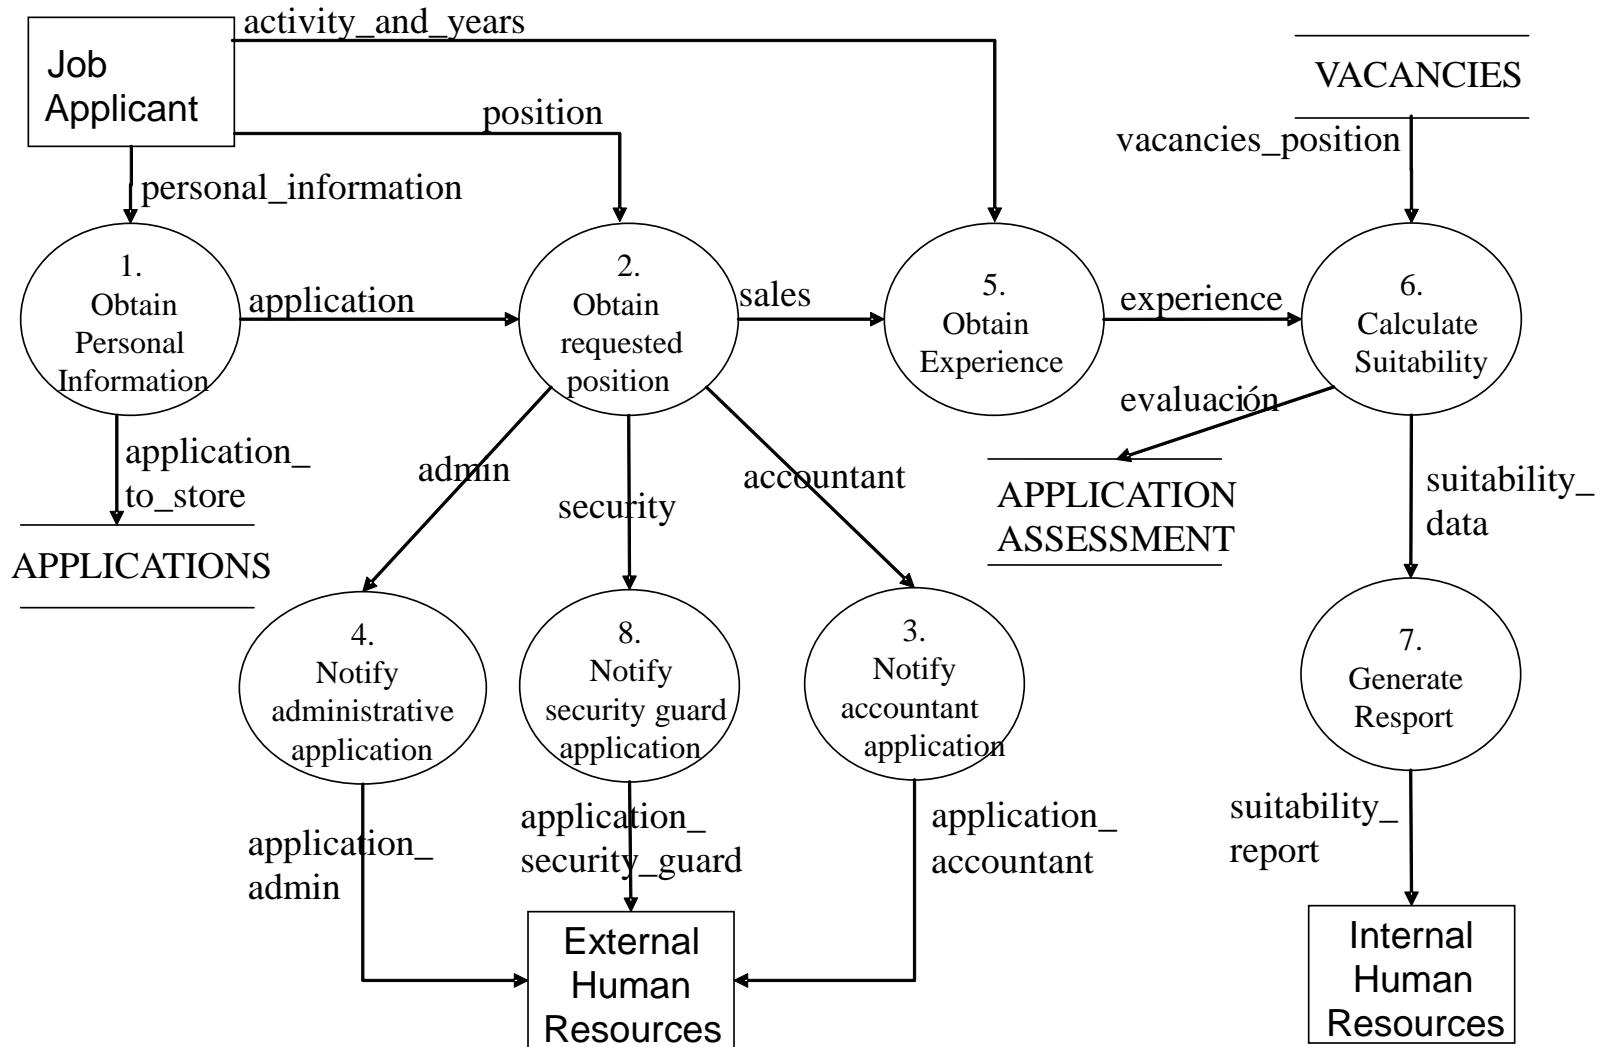 activity_and_years
Job
Applicant
VACANCIES
position
vacancies_position
personal_information
1.
Obtain
Personal
Information
application
2.
Obtain
requested
position
sales
5.
Obtain
Experience
experience
6.
Calculate
Suitability
evaluación
application_
to_store
admin
security
accountant
APPLICATION
ASSESSMENT
suitability_
data
APPLICATIONS
4.
Notify
administrative
application
8.
Notify
security guard
application
3.
Notify
accountant
application
7.
Generate
Resport
application_
admin
application_
security_guard
application_
accountant
suitability_
report
External
Human
Resources
Internal
Human
Resources